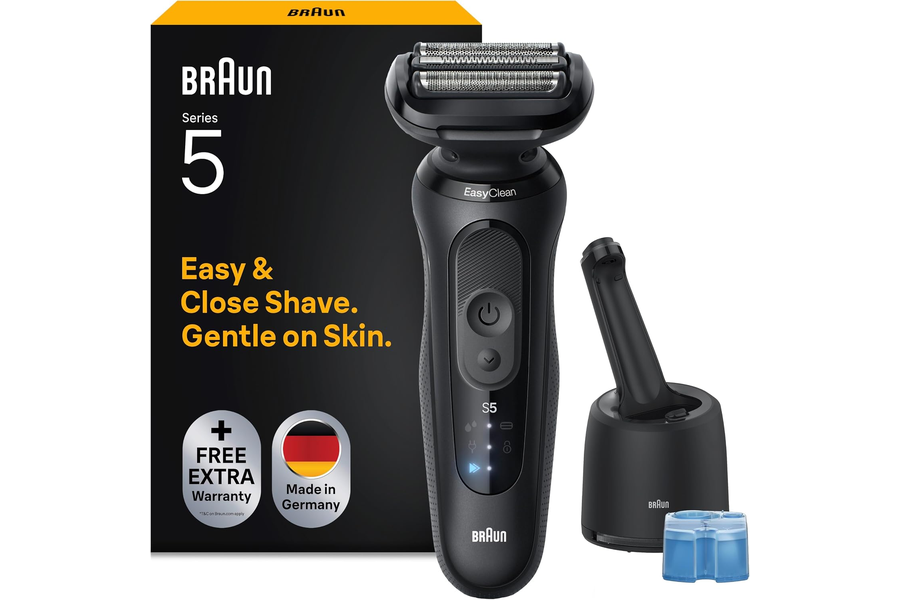 BRAUN
BRAUN
Series
5
Easy &
Close Shave.
Gentle on Skin.
+
FREE
EXTRA
Warranty
Made in
Germany
EasyClean
S5
BRAUN
BRAUN